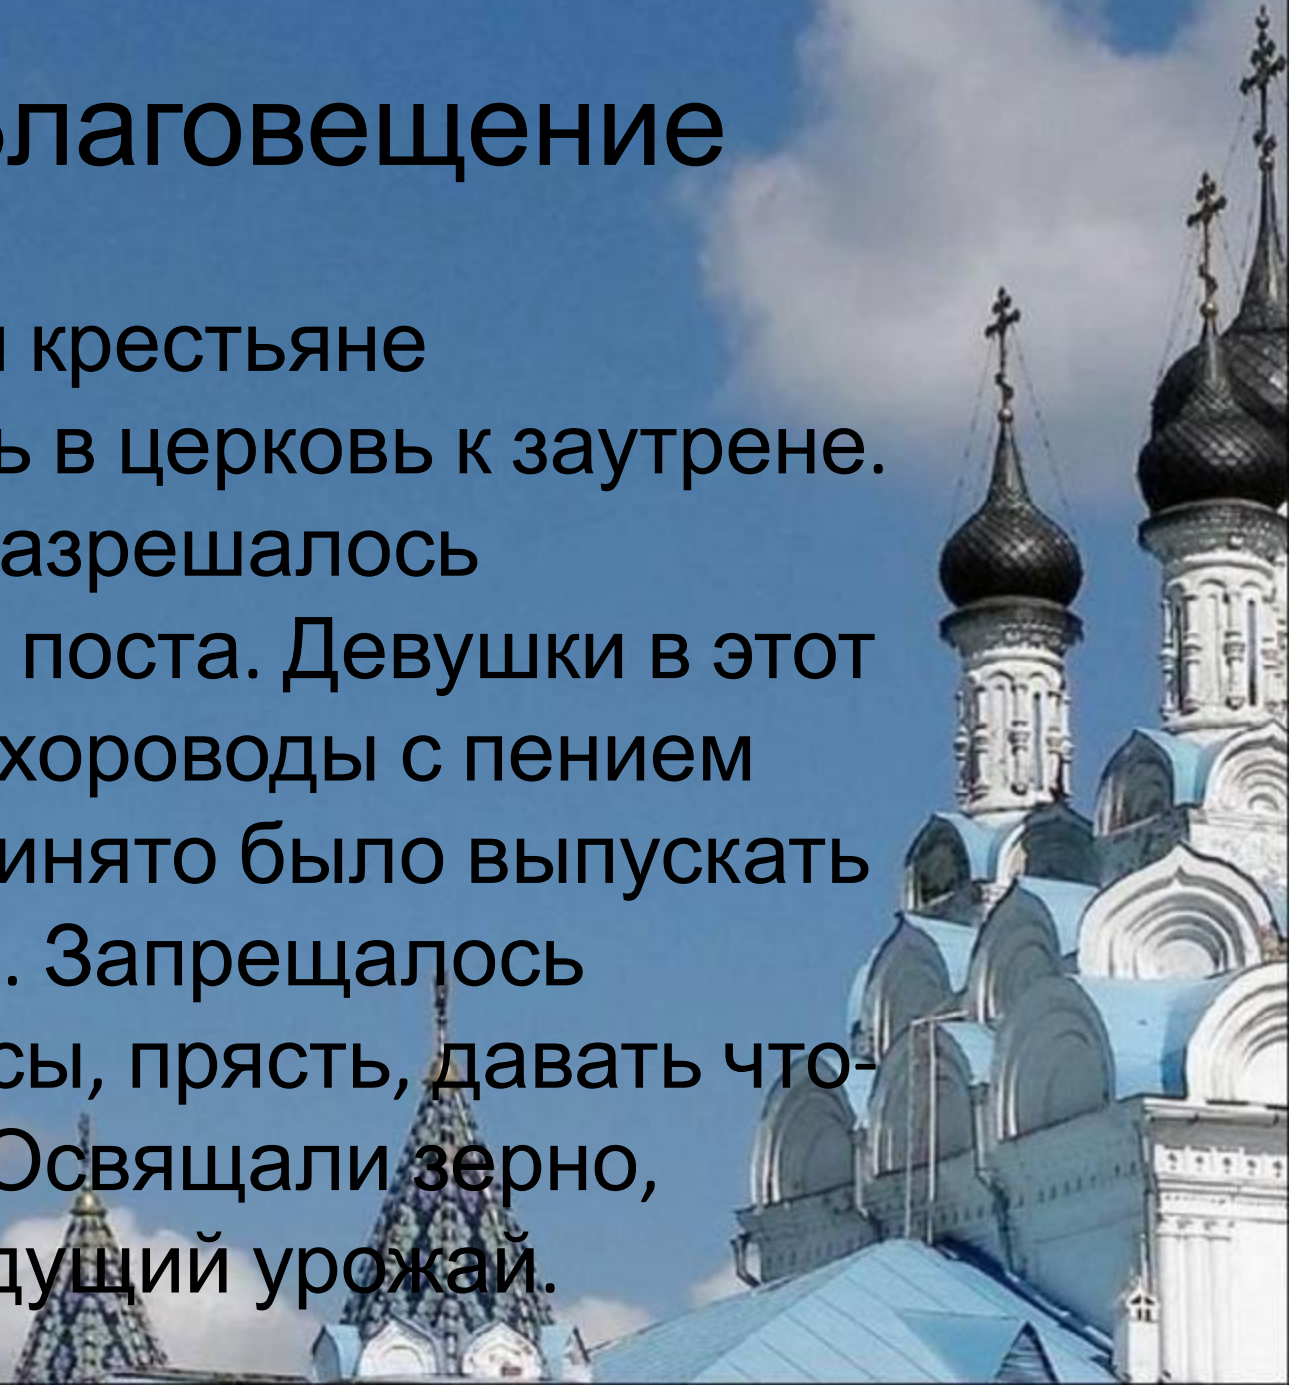 лаговещение
крестьяне
ь в церковь к заутрене.
азрешалось
поста. Девушки в этот
хороводы с пением
инято было выпускать
. Запрещалось
сы, прясть, давать что-
Освящали зерно,
дущий урожай.